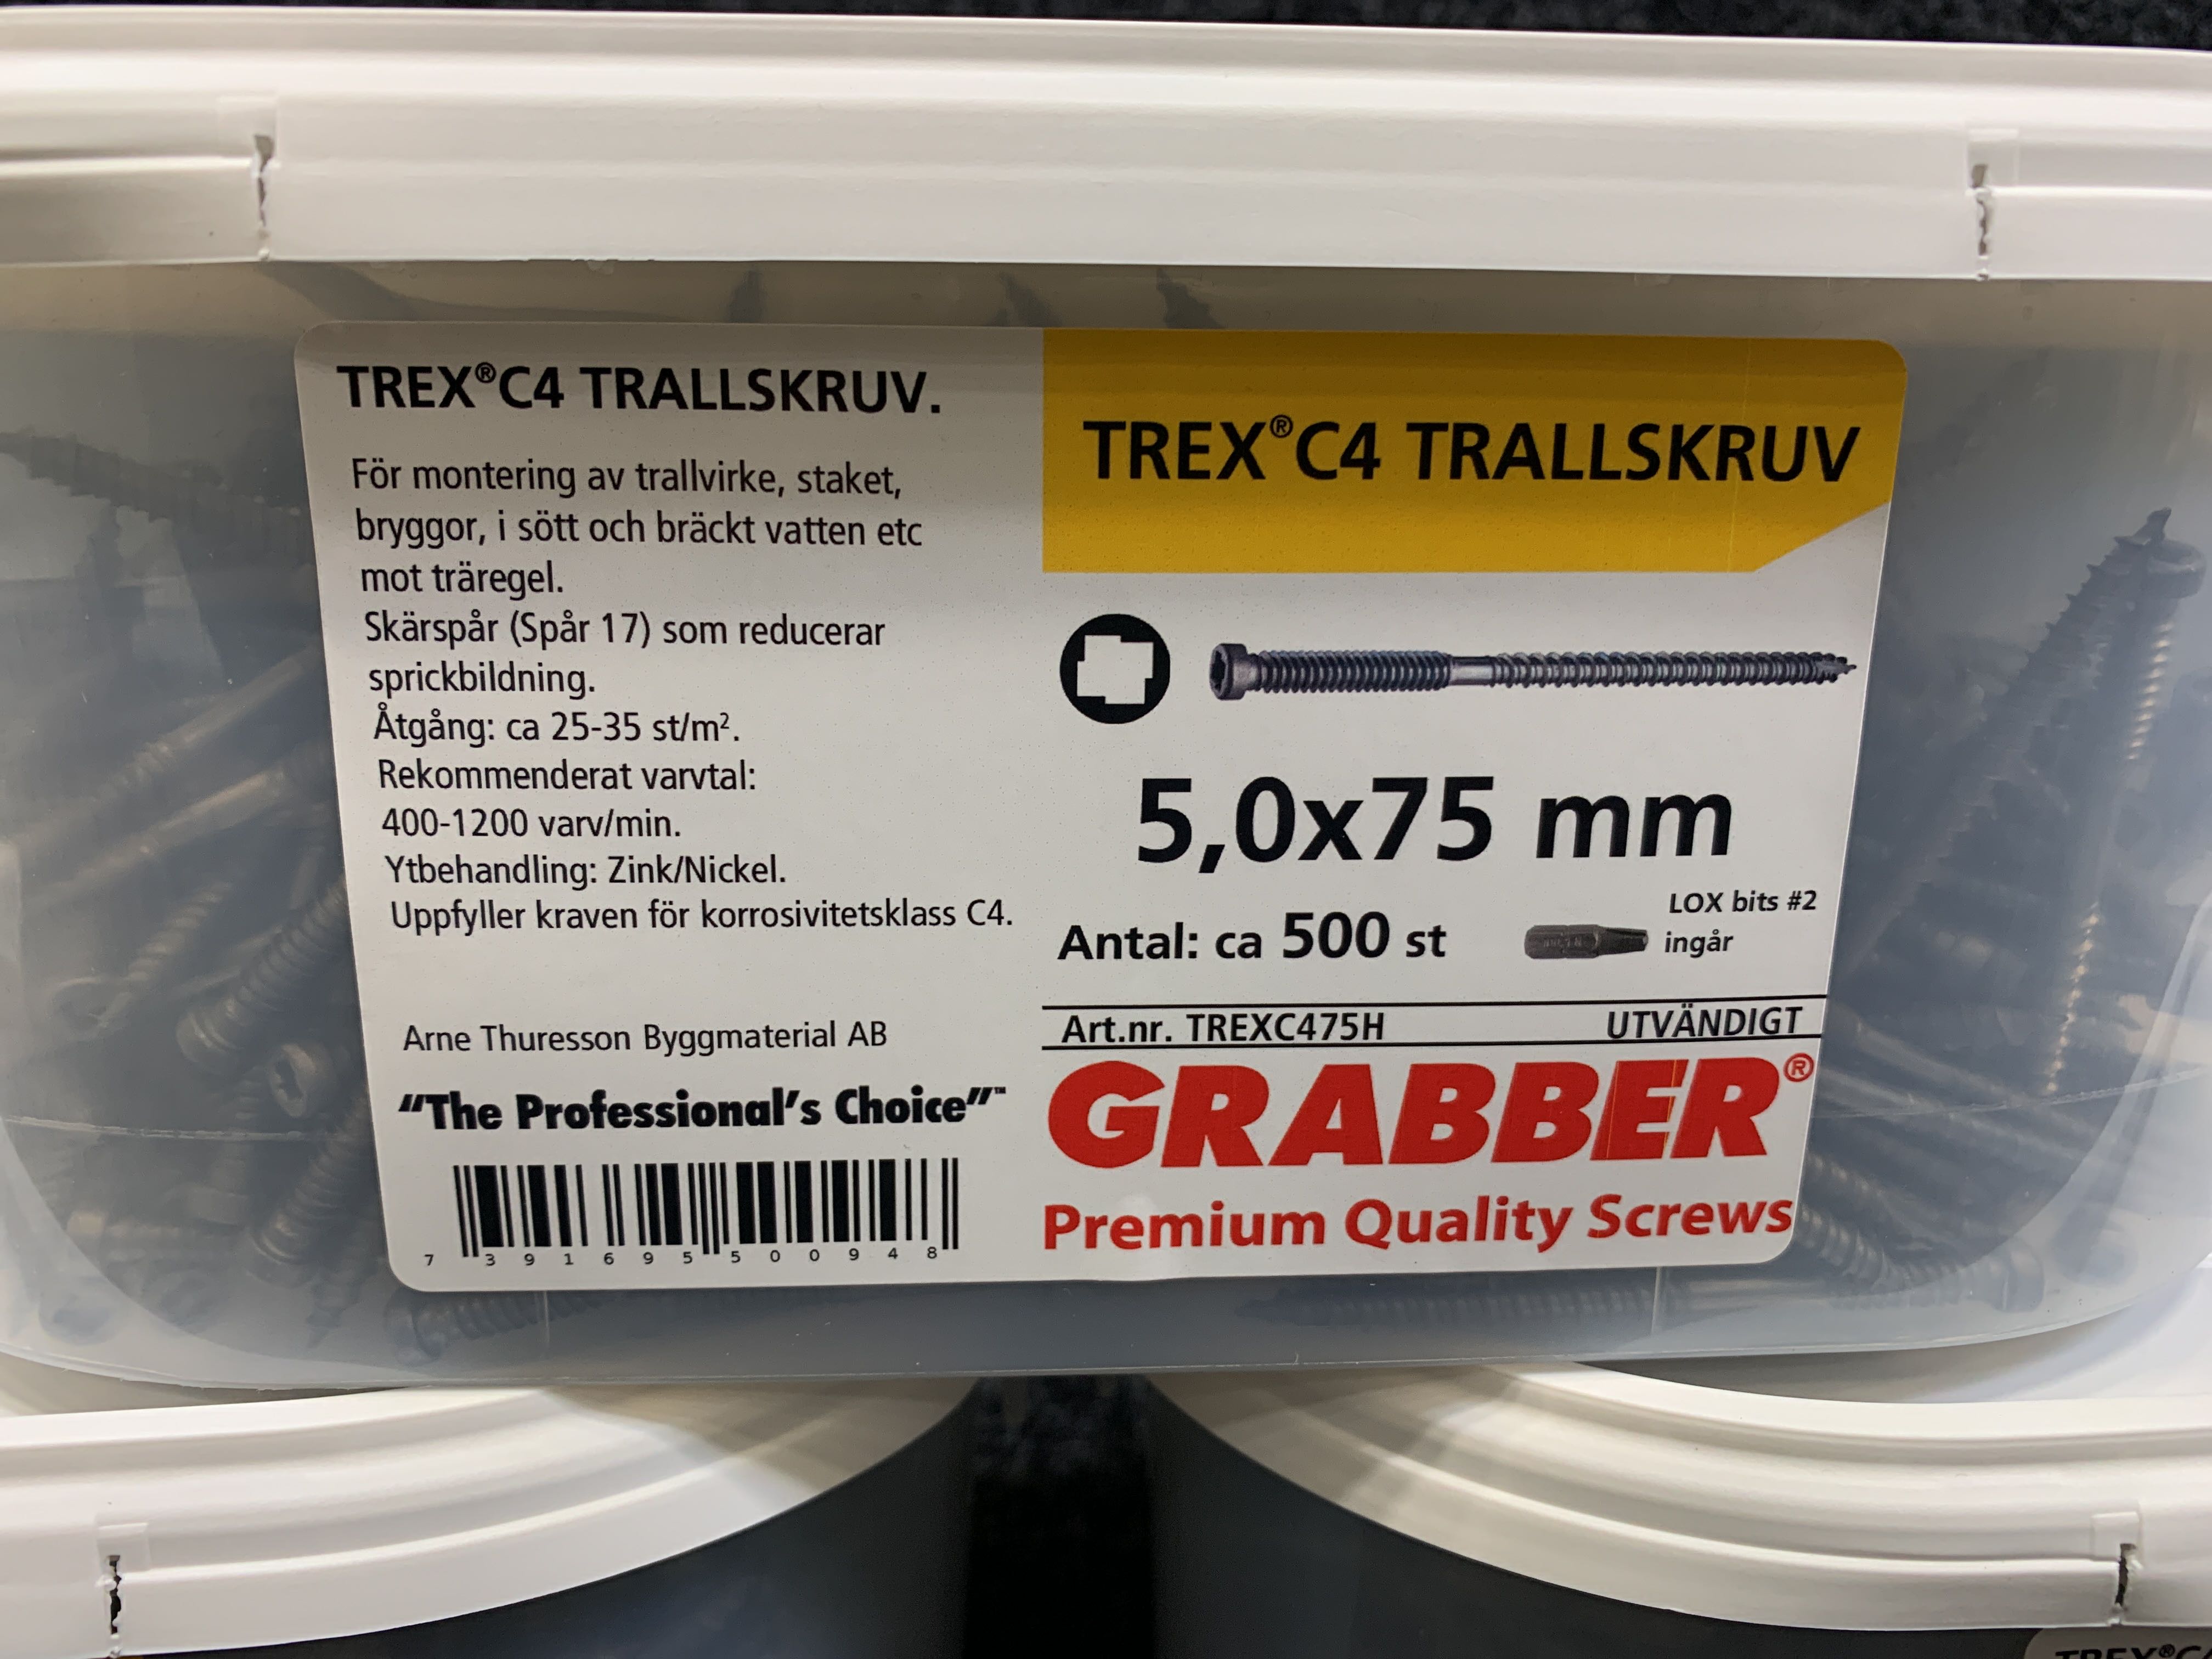 TREX®C4 TRALLSKRUV.
För montering av trallvirke, staket,
bryggor, i sött och bräckt vatten etc
mot träregel.
Skärspår (Spår 17) som reducerar
sprickbildning.
Åtgång: ca 25-35 st/m².
Rekommenderat varvtal:
400-1200 varv/min.
Ytbehandling: Zink/Nickel.
Uppfyller kraven för korrosivitetsklass C4.
Arne Thuresson Byggmaterial AB
"The Professional's Choice"™
7 391695 500948
TREX®C4 TRALLSKRUV
5,0x75 mm
Antal: ca 500 st
LOX bits #2
ingår
Art.nr. TREXC475H UTVÄNDIGT
GRABBER®
Premium Quality Screws
TREX®C4